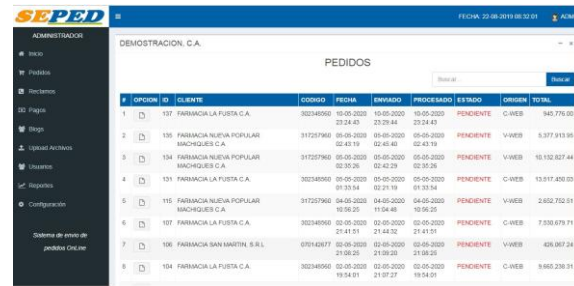 SEPED
FECHA: 22-08-2019 08:32:01 ADM
ADMINISTRADOR
Inicio
Pedidos
Reclamos
Pagos
Blogs
Upload Archivos
Usuarios
Reportes
Configuración
Sistema de envio de
pedidos OnLine
DEMOSTRACION, C.A.
PEDIDOS
Buscar
Buscar
# OPCION ID CLIENTE CODIGO FECHA ENVIADO PROCESADO ESTADO ORIGEN TOTAL
1 137 FARMACIA LA FUSTA C.A. 302348560 10-05-2020 10-05-2020 10-05-2020 PENDIENTE C-WEB 945,776.00
23:24:43 23:29:44 23:24:43
2 FARMACIA NUEVA POPULAR 317257960 05-05-2020 05-05-2020 05-05-2020 PENDIENTE V-WEB
MACHIQUES C.A. 02:43:19 02:45:40 02:43:19
3 134 FARMACIA NUEVA POPULAR 317257960 05-05-2020 05-05-2020 05-05-2020 PENDIENTE V-WEB 10.132.827.44
MACHIQUES C.A. 02:35:26 02:42:29 02:35:26
4 131 FARMACIA LA FUSTA C.A. 302348560 05-05-2020 05-05-2020 05-05-2020 PENDIENTE C-WEB 13.517.450.03
01:33:54 02:21:19 01:33:54
5 115 FARMACIA NUEVA POPULAR 317257960 04-05-2020 04-05-2020 04-05-2020 PENDIENTE V-WEB 2.652.752.51
MACHIQUES C.A. 10:56:25 11:04:46 10:56:25
6 107 FARMACIA LA FUSTA C.A. 302348560 02-05-2020 02-05-2020 02-05-2020 PENDIENTE C-WEB 7.530.679.71
21:41:51 21:44:32 21:41:51
7 106 FARMACIA SAN MARTIN, S.R.L 070142677 02-05-2020 02-05-2020 02-05-2020 PENDIENTE V-WEB
21:08:25 21:09:20 21:08:25
8 104 FARMACIA LA FUSTA C.A. 302348560 02-05-2020 02-05-2020 02-05-2020 PENDIENTE C-WEB 9.665.238.31
19:54:01 21:07:27 19:54:01